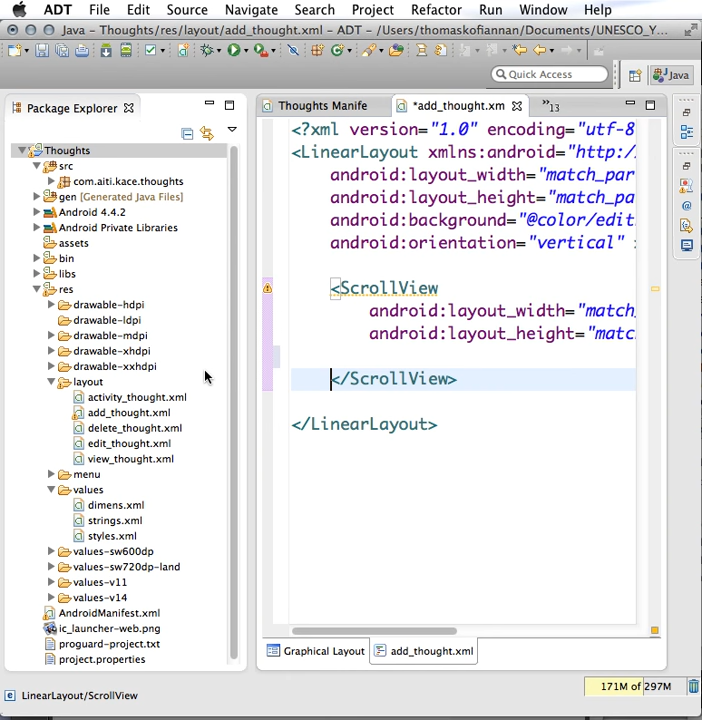 ADT File Edit Source Navigate Search Project Refactor Run Window Help
Java - Thoughts/res/layout/add_thought.xml - ADT - /Users/thomaskofiannan/Documents/UNESCO_Y...
Quick Access
Java
Package Explorer
Thoughts Manife
*add_thought.xm
»13
Thoughts
src
com.aiti.kace.thoughts
gen [Generated Java Files]
Android 4.4.2
Android Private Libraries
assets
bin
libs
res
drawable-hdpi
drawable-ldpi
drawable-mdpi
drawable-xhdpi
drawable-xxhdpi
layout
activity_thought.xml
add_thought.xml
delete_thought.xml
edit_thought.xml
view_thought.xml
menu
values
dimens.xml
strings.xml
styles.xml
values-sw600dp
values-sw720dp-land
values-v11
values-v14
AndroidManifest.xml
ic_launcher-web.png
proguard-project.txt
project.properties
<?xml version="1.0" encoding="utf-8
<LinearLayout xmlns:android="http:/
android:layout_width="match_par
android:layout_height="match_pa
android:background="@color/edit
android:orientation="vertical" >
<ScrollView
android:layout_width="match_
android:layout_height="matc
</ScrollView>
</LinearLayout>
Graphical Layout
add_thought.xml
LinearLayout/ScrollView
171M of 297M